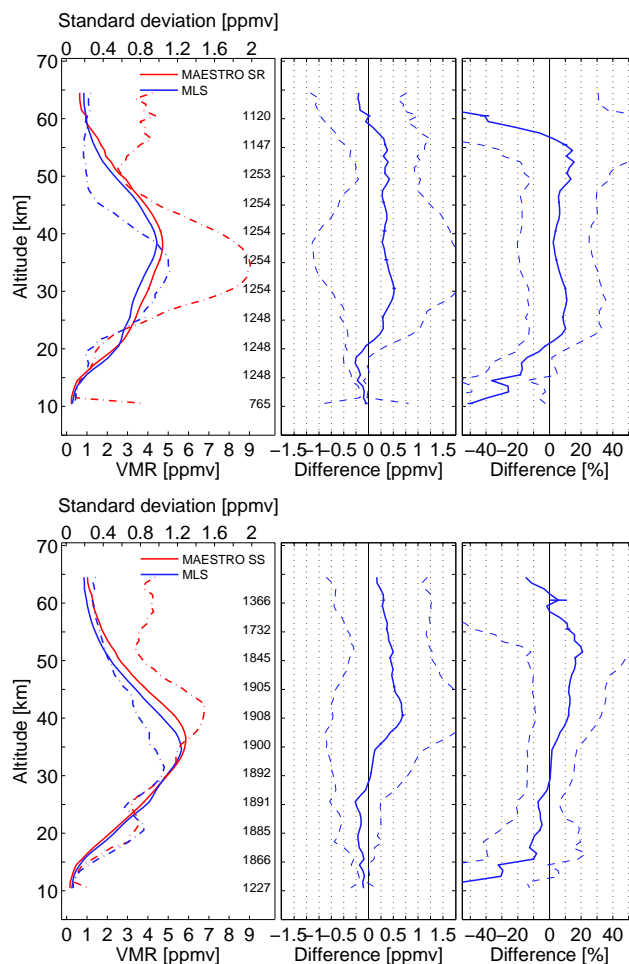 Standard deviation [ppmv]
0 0.4 0.8 1.2 1.6 2
70
60
50
40
30
20
10
Altitude [km]
MAESTRO SR
MLS
1120
1147
1253
1254
1254
1254
1254
1248
1248
1248
765
0 1 2 3 4 5 6 7 8 9
VMR [ppmv]
−1.5 −1 −0.5 0 0.5 1 1.5
Difference [ppmv]
−40 −20 0 20 40
Difference [%]
Standard deviation [ppmv]
0 0.4 0.8 1.2 1.6 2
70
60
50
40
30
20
10
Altitude [km]
MAESTRO SS
MLS
1366
1732
1845
1905
1908
1900
1892
1891
1885
1866
1227
0 1 2 3 4 5 6 7 8 9
VMR [ppmv]
−1.5 −1 −0.5 0 0.5 1 1.5
Difference [ppmv]
−40 −20 0 20 40
Difference [%]